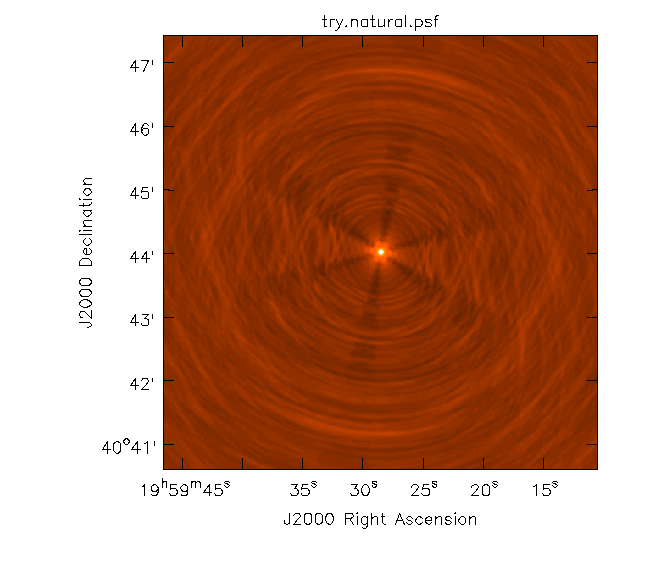 try.natural.psf
47'
46'
45'
44'
43'
42'
40°41'
J2000 Declination
19ʰ59ᵐ45ˢ 35ˢ 30ˢ 25ˢ 20ˢ 15ˢ
J2000 Right Ascension